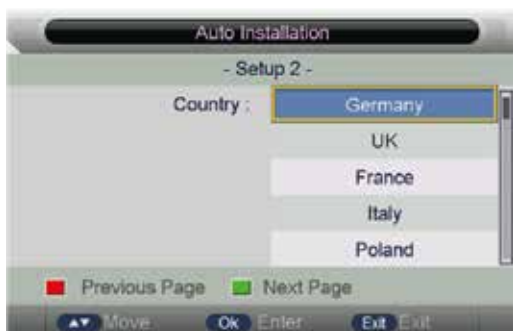 Auto Installation
- Setup 2 -
Country : Germany
UK
France
Italy
Poland
Previous Page Next Page
▲▼ Move Ok Enter Exit Exit